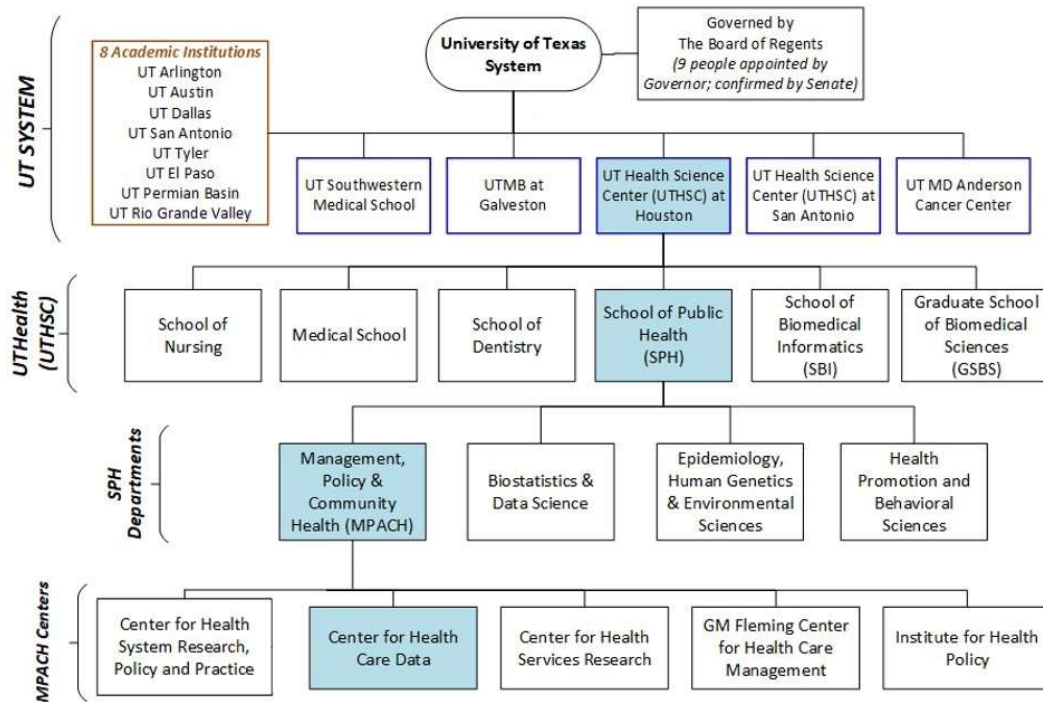 University of Texas
System
Governed by
The Board of Regents
(9 people appointed by
Governor; confirmed by Senate)
UT SYSTEM
8 Academic Institutions
UT Arlington
UT Austin
UT Dallas
UT San Antonio
UT Tyler
UT El Paso
UT Permian Basin
UT Rio Grande Valley
UT Southwestern
Medical School
UTMB at
Galveston
UT Health Science
Center (UTHSC) at
Houston
UT Health Science
Center (UTHSC) at
San Antonio
UT MD Anderson
Cancer Center
UTHealth
(UTHSC)
School of
Nursing
Medical School
School of
Dentistry
School of Public
Health
(SPH)
School of
Biomedical
Informatics
(SBI)
Graduate School
of Biomedical
Sciences
(GSBS)
SPH
Departments
Management,
Policy &
Community
Health (MPACH)
Biostatistics &
Data Science
Epidemiology,
Human Genetics
& Environmental
Sciences
Health
Promotion and
Behavioral
Sciences
MPACH Centers
Center for Health
System Research,
Policy and Practice
Center for Health
Care Data
Center for Health
Services Research
GM Fleming Center
for Health Care
Management
Institute for Health
Policy